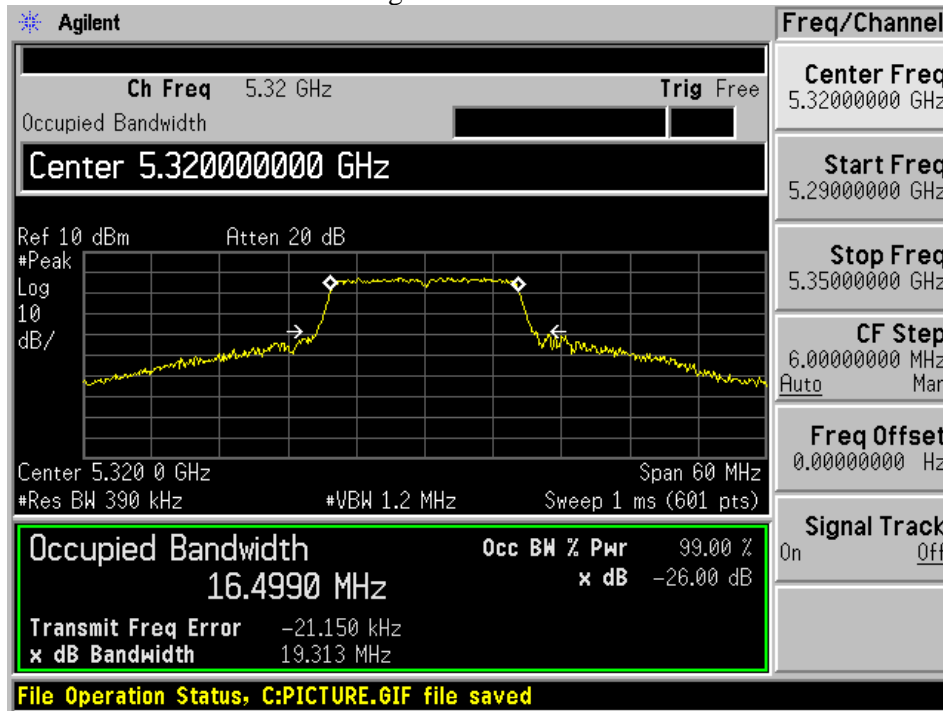 Agilent
Freq/Channel
Ch Freq 5.32 GHz Trig Free
Occupied Bandwidth
Center 5.320000000 GHz
Ref 10 dBm Atten 20 dB
#Peak
Log
10
dB/
Center 5.320 0 GHz Span 60 MHz
#Res BW 390 kHz #VBW 1.2 MHz Sweep 1 ms (601 pts)
Occupied Bandwidth Occ BW % Pwr 99.00 %
16.4990 MHz x dB -26.00 dB
Transmit Freq Error -21.150 kHz
x dB Bandwidth 19.313 MHz
File Operation Status, C:PICTURE.GIF file saved
Center Freq
5.32000000 GHz
Start Freq
5.29000000 GHz
Stop Freq
5.35000000 GHz
CF Step
6.00000000 MHz
Auto Man
Freq Offset
0.00000000 Hz
Signal Track
On Off